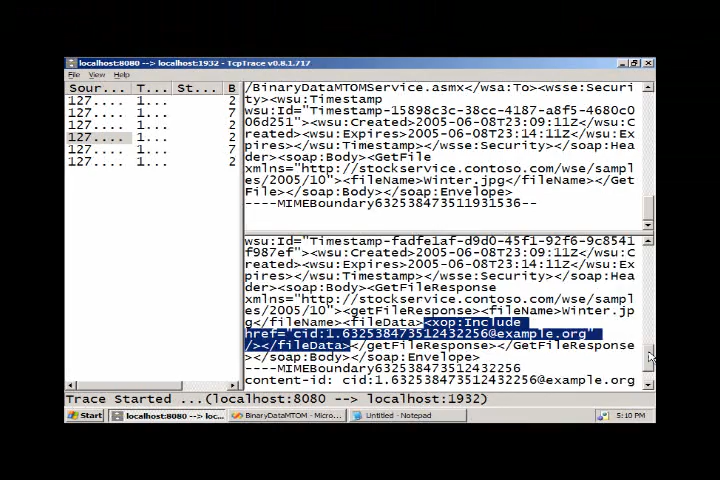 localhost:8080 --> localhost:1932 - TcpTrace v0.8.1.717
File View Help
Sour... T... St... B
127.... 1... 2
127.... 1... 7
127.... 1... 2
127.... 1... 2
127.... 1... 7
127.... 1... 2
/BinaryDataMTOMService.asmx</wsa:To><wsse:Securi
ty><wsu:Timestamp
wsu:Id="Timestamp-15898c3c-38cc-4187-a8f5-4680c0
06d251"><wsu:Created>2005-06-08T23:09:11Z</wsu:C
reated><wsu:Expires>2005-06-08T23:14:11Z</wsu:Ex
pires></wsu:Timestamp></wsse:Security></soap:Hea
der><soap:Body><GetFile
xmlns="http://stockservice.contoso.com/wse/sampl
es/2005/10"><fileName>Winter.jpg</fileName></Get
File></soap:Body></soap:Envelope>
----MIMEBoundary632538473511931536--
wsu:Id="Timestamp-fadfe1af-d9d0-45f1-92f6-9c8541
f987ef"><wsu:Created>2005-06-08T23:09:11Z</wsu:C
reated><wsu:Expires>2005-06-08T23:14:11Z</wsu:Ex
pires></wsu:Timestamp></wsse:Security></soap:Hea
der><soap:Body><GetFileResponse
xmlns="http://stockservice.contoso.com/wse/sampl
es/2005/10"><getFileResponse><fileName>Winter.jp
g</fileName><fileData><xop:Include
href="cid:1.632538473512432256@example.org"
/></fileData></getFileResponse></GetFileResponse
></soap:Body></soap:Envelope>
----MIMEBoundary632538473512432256
content-id: cid:1.632538473512432256@example.org
Trace Started ...(localhost:8080 --> localhost:1932)
Start localhost:8080 --> loc... BinaryDataMTOM - Micro... Untitled - Notepad 5:10 PM